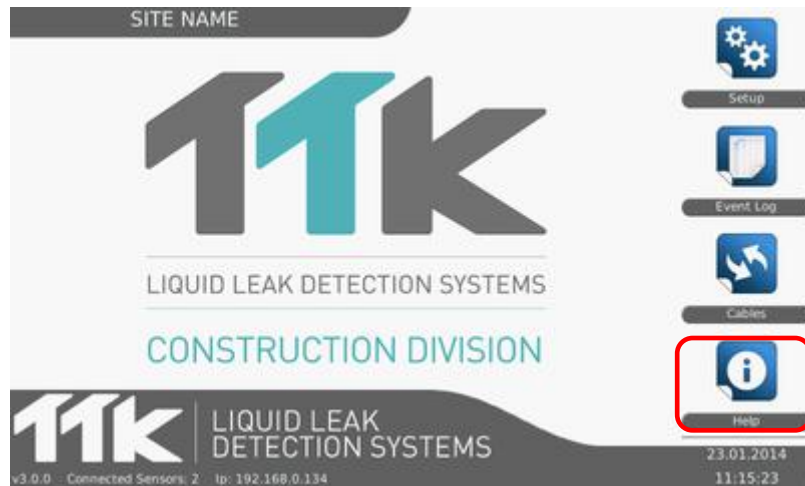 SITE NAME
Setup
TTK
Event Log
LIQUID LEAK DETECTION SYSTEMS
Cables
CONSTRUCTION DIVISION
Help
TTK
LIQUID LEAK
DETECTION SYSTEMS
23.01.2014
v3.0.0 Connected Sensors: 2 Ip: 192.168.0.134
11:15:23